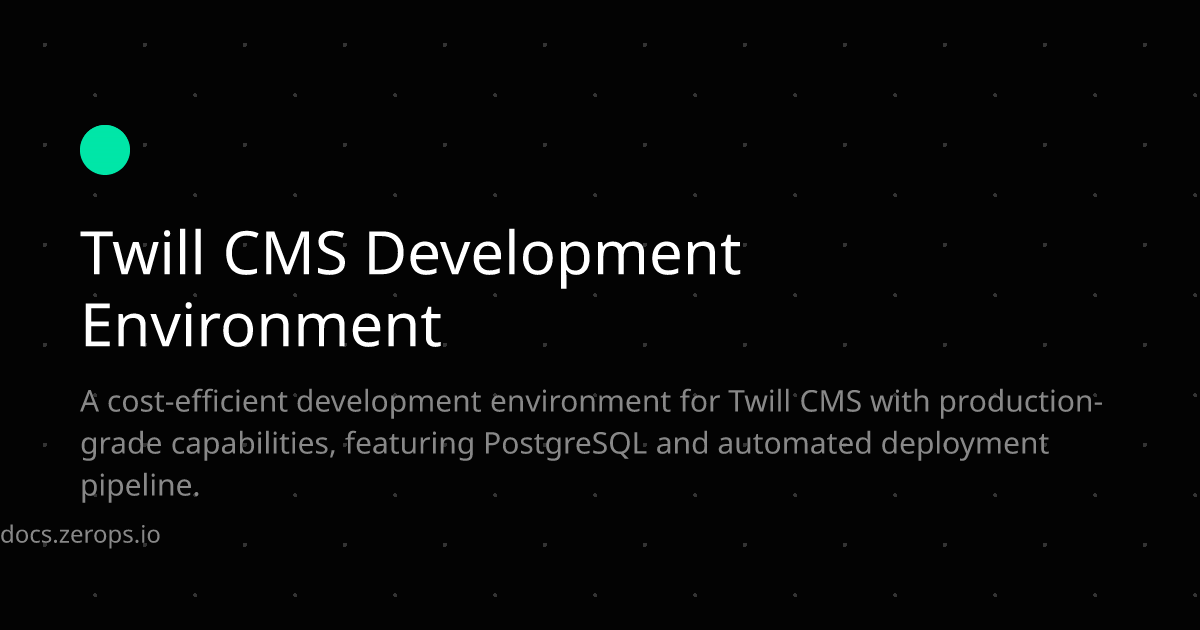 Twill CMS Development
Environment
A cost-efficient development environment for Twill CMS with production-
grade capabilities, featuring PostgreSQL and automated deployment
pipeline.
docs.zerops.io